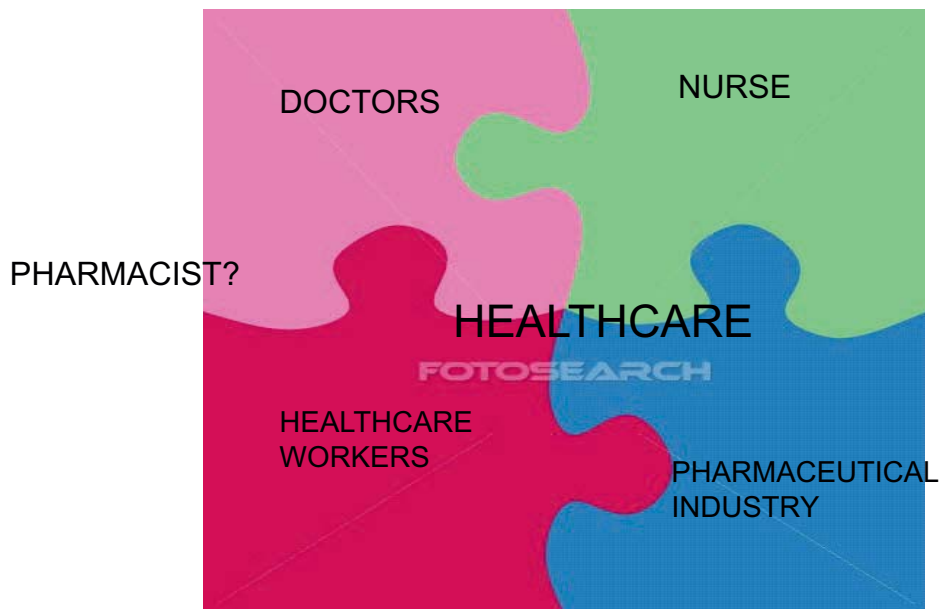 DOCTORS
NURSE
PHARMACIST?
HEALTHCARE
FOTOSEARCH
HEALTHCARE
WORKERS
PHARMACEUTICAL
INDUSTRY